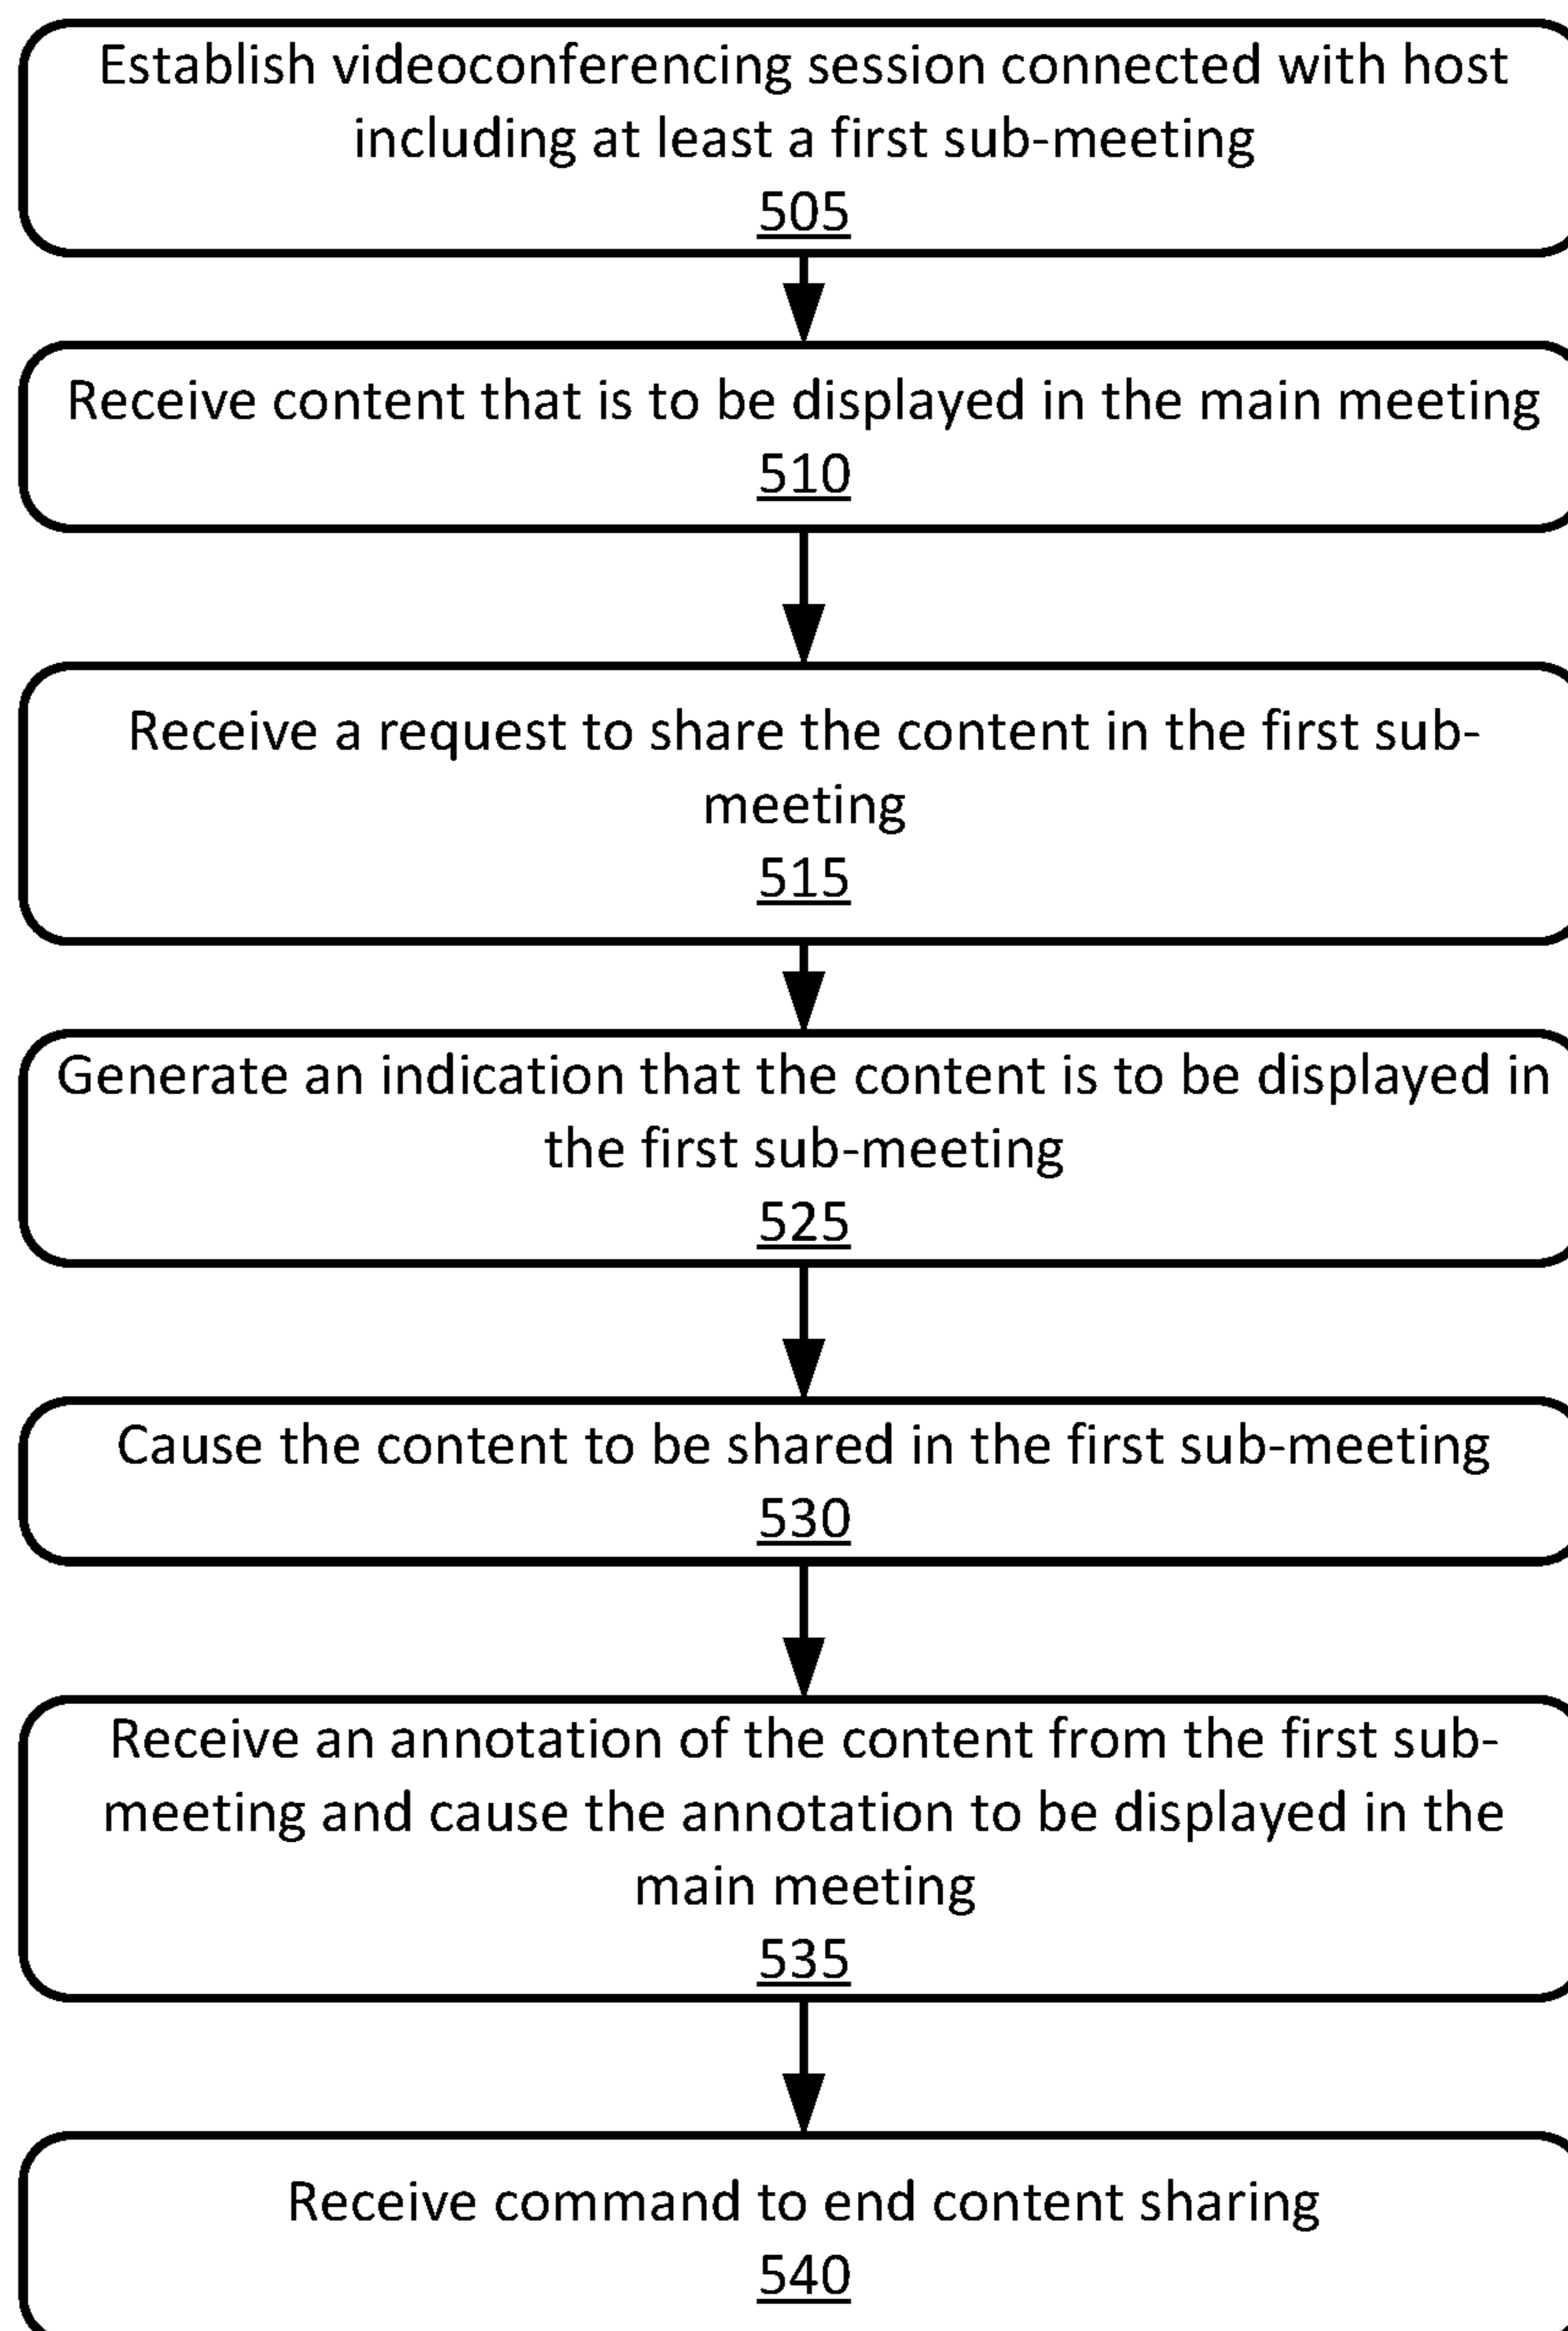 Establish videoconferencing session connected with host
including at least a first sub-meeting
505
Receive content that is to be displayed in the main meeting
510
Receive a request to share the content in the first sub-
meeting
515
Generate an indication that the content is to be displayed in
the first sub-meeting
525
Cause the content to be shared in the first sub-meeting
530
Receive an annotation of the content from the first sub-
meeting and cause the annotation to be displayed in the
main meeting
535
Receive command to end content sharing
540